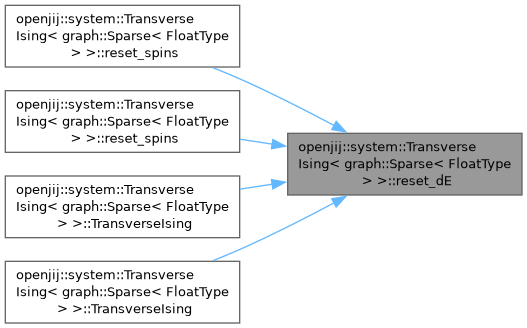 openjij::system::Transverse
Ising< graph::Sparse< FloatType
> >::reset_spins
openjij::system::Transverse
Ising< graph::Sparse< FloatType
> >::reset_spins
openjij::system::Transverse
Ising< graph::Sparse< FloatType
> >::TransverseIsing
openjij::system::Transverse
Ising< graph::Sparse< FloatType
> >::TransverseIsing
openjij::system::Transverse
Ising< graph::Sparse< FloatType
> >::reset_dE